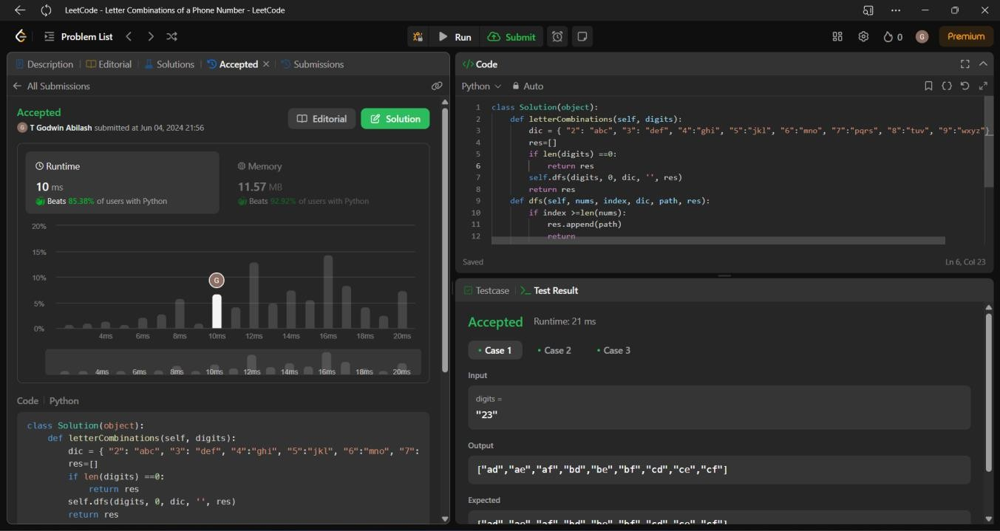 LeetCode - Letter Combinations of a Phone Number - LeetCode
Problem List
Run
Submit
0
G
Premium
Description
Editorial
Solutions
Accepted
Submissions
All Submissions
Accepted
G T Godwin Abilash submitted at Jun 04, 2024 21:56
Editorial
Solution
Runtime
10 ms
Beats 85.38% of users with Python
Memory
11.57 MB
Beats 92.92% of users with Python
20%
15%
10%
5%
0%
G
4ms 6ms 8ms 10ms 12ms 14ms 16ms 18ms 20ms
4ms 6ms 8ms 10ms 12ms 14ms 16ms 18ms 20ms
Code | Python
class Solution(object):
def letterCombinations(self, digits):
dic = { "2": "abc", "3": "def", "4":"ghi", "5":"jkl", "6":"mno", "7":
res=[]
if len(digits) ==0:
return res
self.dfs(digits, 0, dic, '', res)
return res
</> Code
Python
Auto
1 class Solution(object):
2 def letterCombinations(self, digits):
3 dic = { "2": "abc", "3": "def", "4":"ghi", "5":"jkl", "6":"mno", "7":"pqrs", "8":"tuv", "9":"wxyz"}
4 res=[]
5 if len(digits) ==0:
6 return res
7 self.dfs(digits, 0, dic, '', res)
8 return res
9 def dfs(self, nums, index, dic, path, res):
10 if index >=len(nums):
11 res.append(path)
12 return
Saved
Ln 6, Col 23
Testcase
Test Result
Accepted Runtime: 21 ms
Case 1
Case 2
Case 3
Input
digits =
"23"
Output
["ad","ae","af","bd","be","bf","cd","ce","cf"]
Expected
["ad","ae","af","bd","be","bf","cd","ce","cf"]